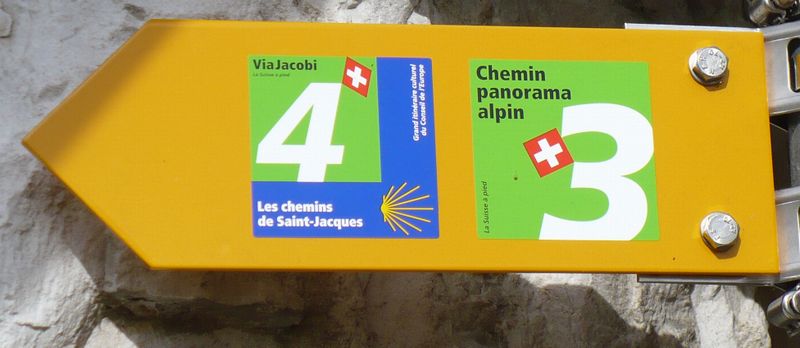 ViaJacobi
La Suisse à pied
4
Grand itinéraire culturel
du Conseil de l'Europe
Les chemins
de Saint-Jacques
Chemin
panorama
alpin
3
La Suisse à pied